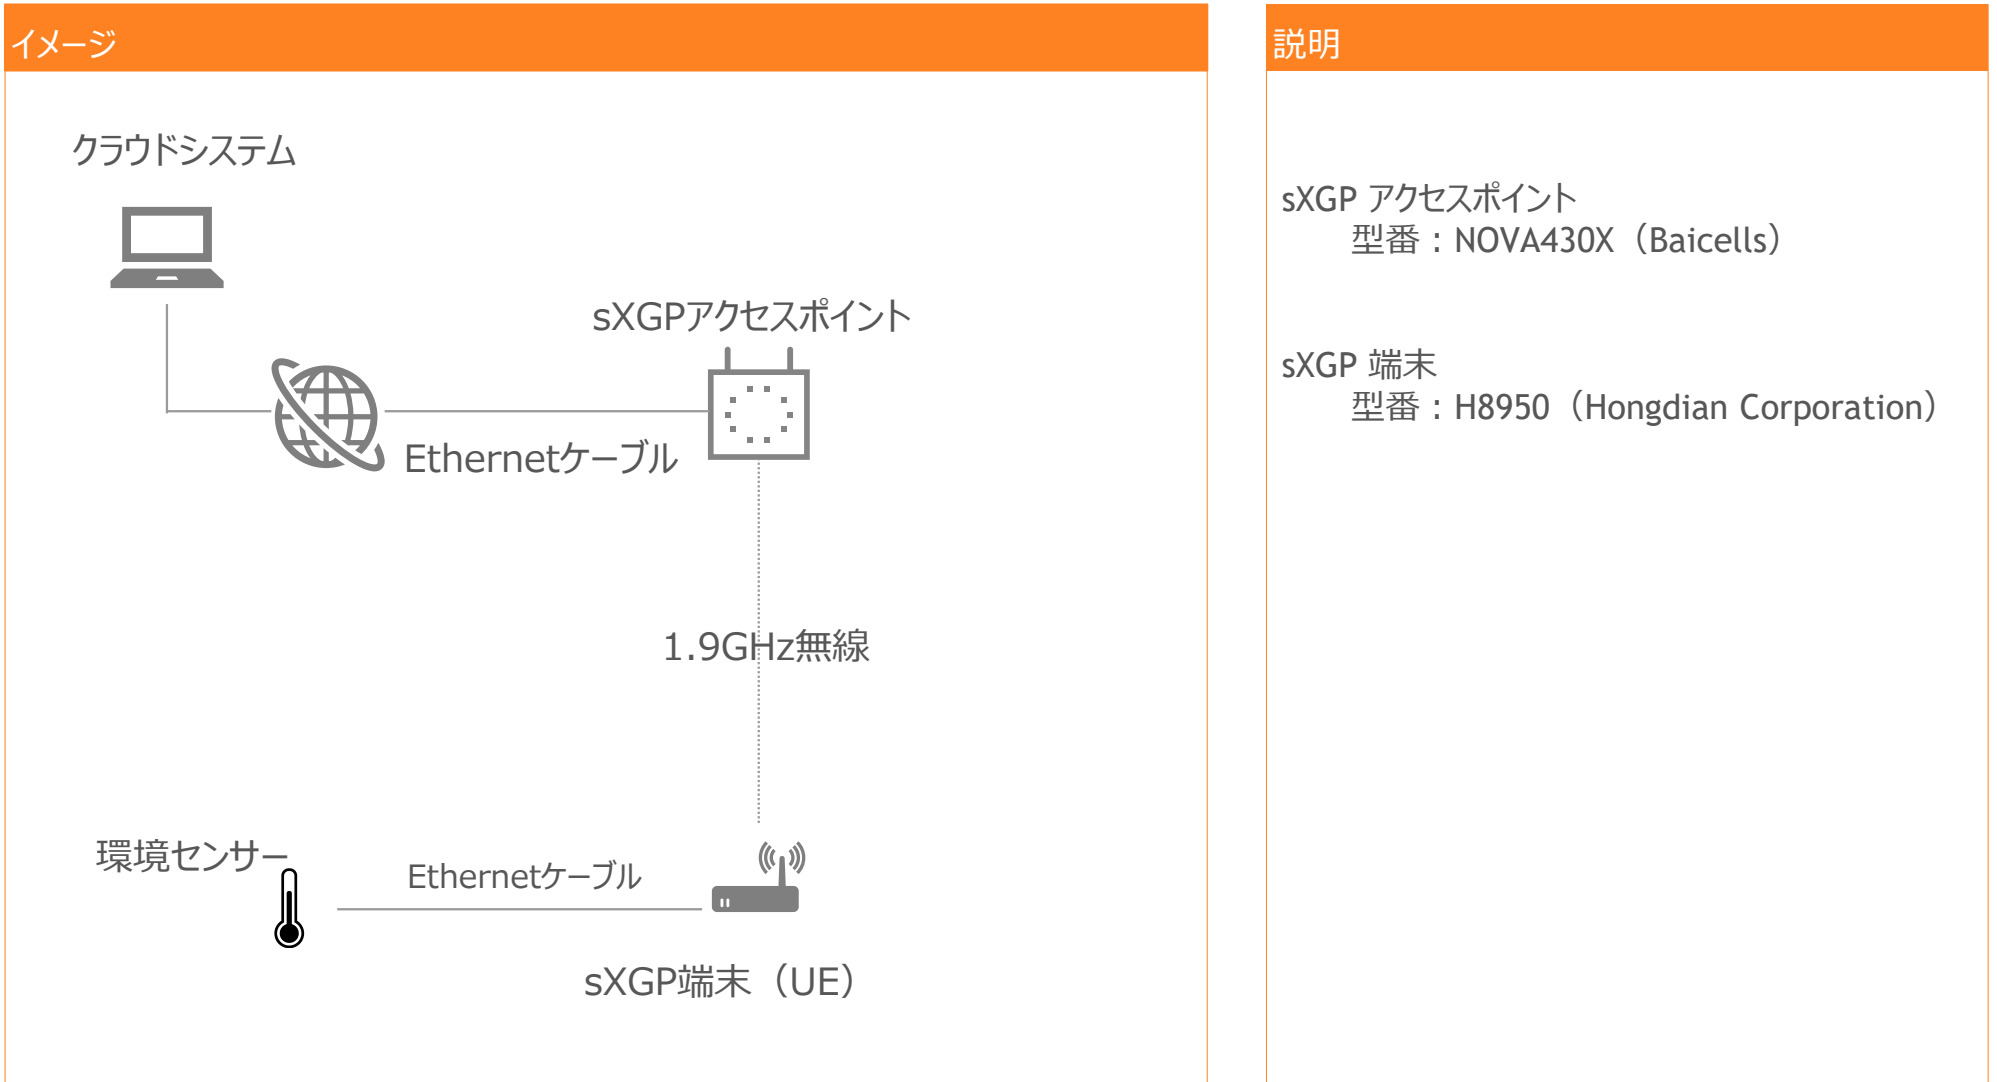 イメージ
クラウドシステム
sXGPアクセスポイント
Ethernetケーブル
1.9GHz無線
環境センサー
Ethernetケーブル
sXGP端末（UE）
説明
sXGP アクセスポイント
型番：NOVA430X（Baicells）
sXGP 端末
型番：H8950（Hongdian Corporation）